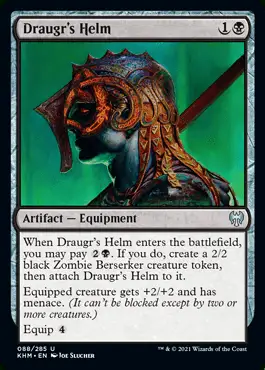 Draugr's Helm 1
Artifact — Equipment
When Draugr's Helm enters the battlefield,
you may pay 2. If you do, create a 2/2
black Zombie Berserker creature token,
then attach Draugr's Helm to it.
Equipped creature gets +2/+2 and
has menace. (It can't be blocked except by two
or more creatures.)
Equip 4
088/285 U
KHM • EN JOE SLUCHER
™ & © 2021 Wizards of the Coast